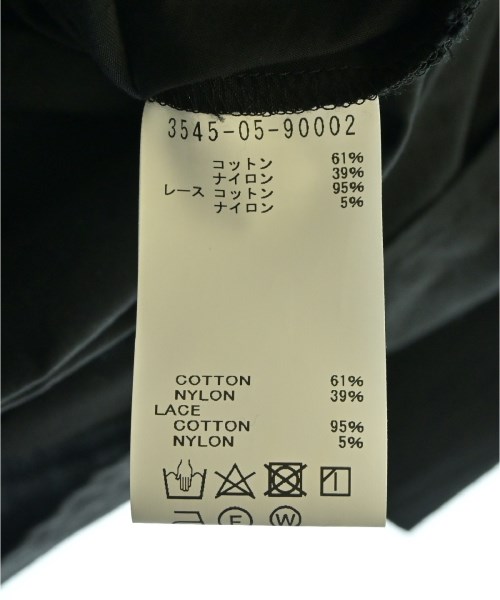 3545-05-90002
コットン 61%
ナイロン 39%
レース コットン 95%
ナイロン 5%
COTTON 61%
NYLON 39%
LACE
COTTON 95%
NYLON 5%
F W